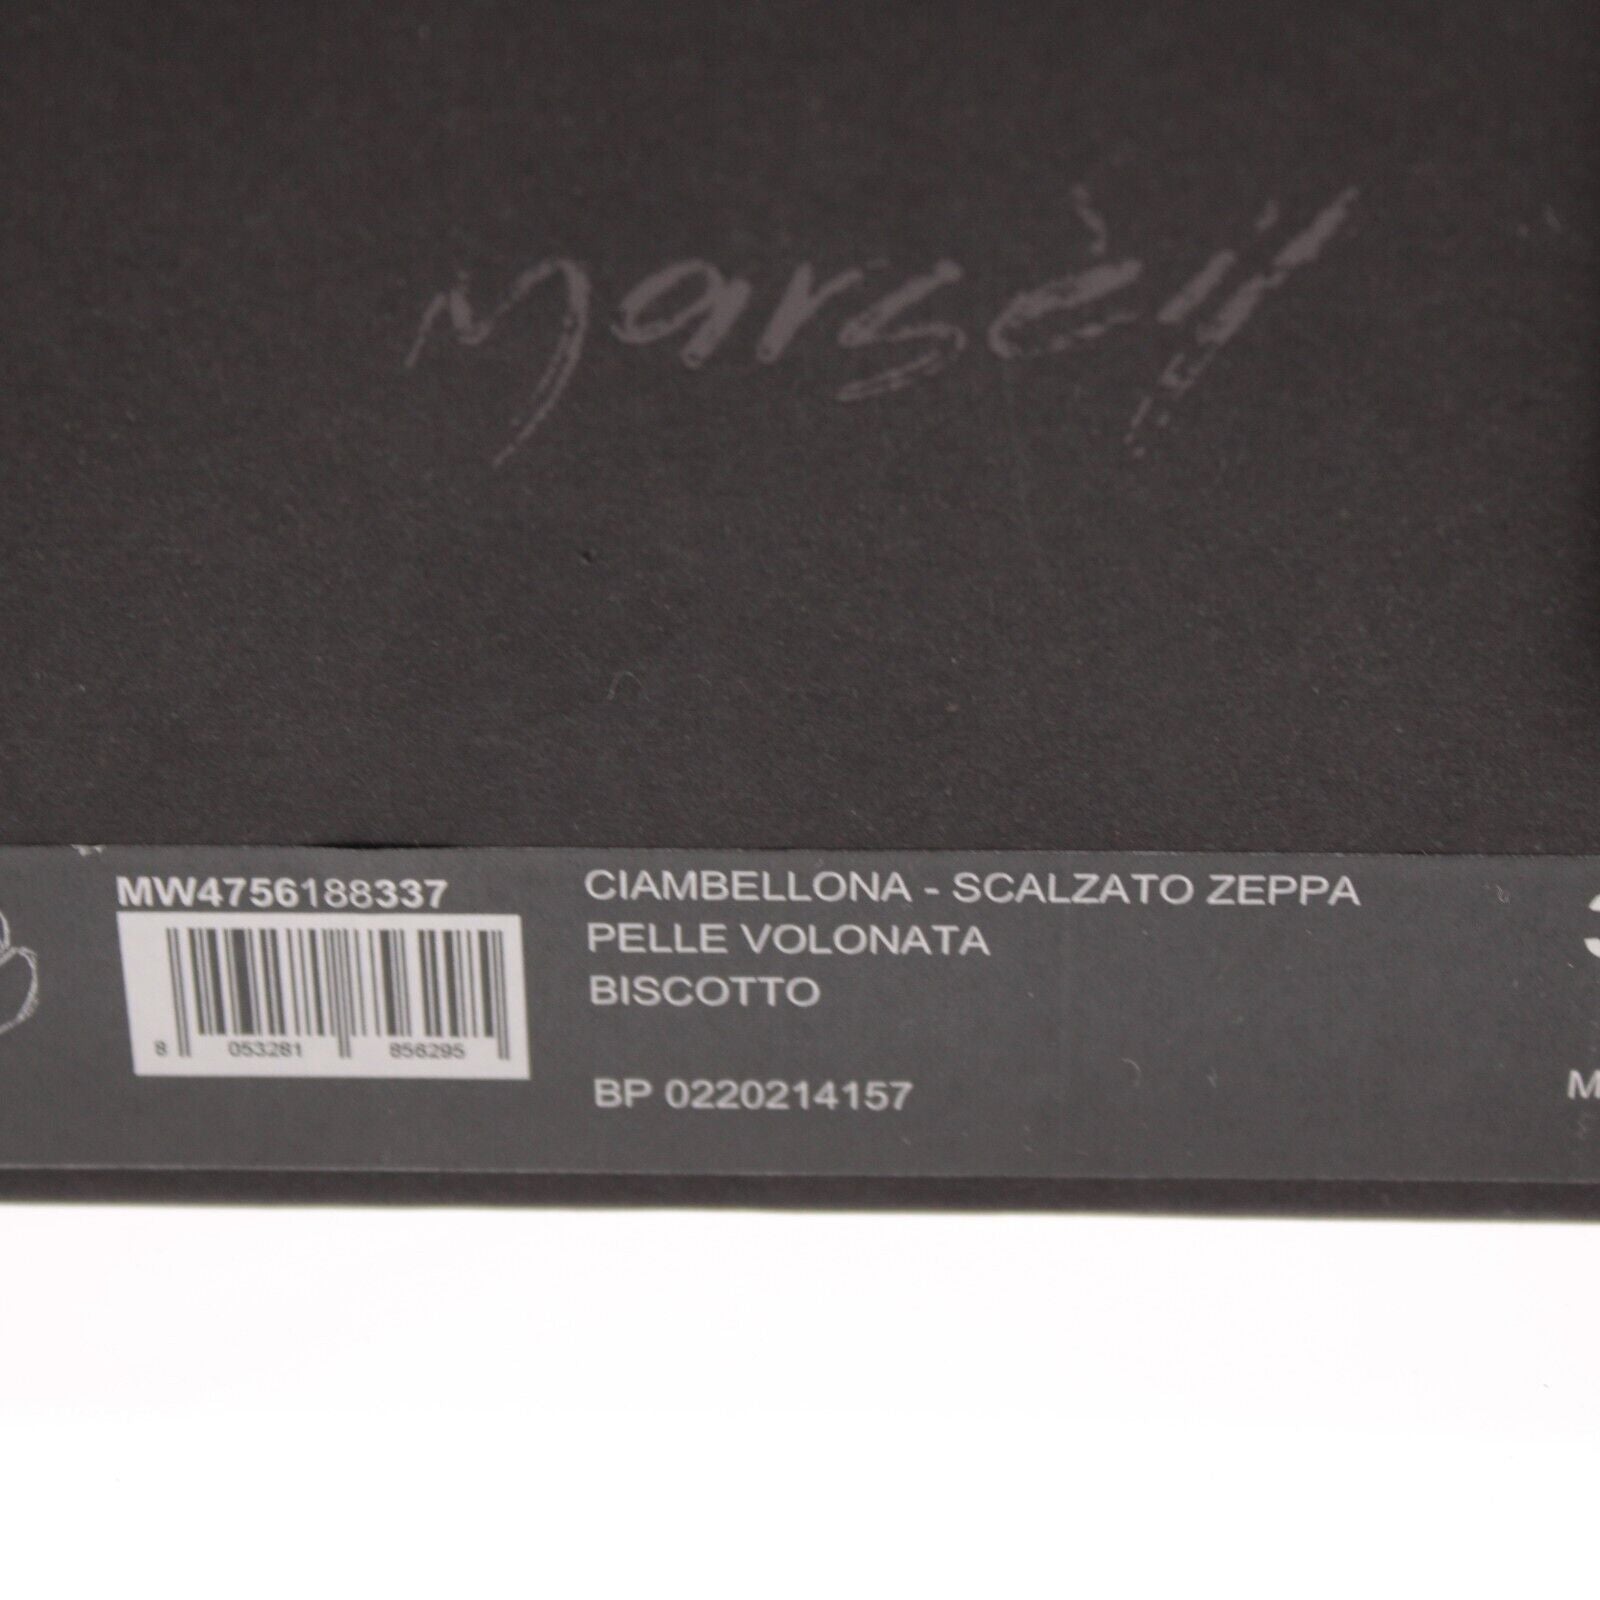 Marsèll
MW4756188337
CIAMBELLONA - SCALZATO ZEPPA
PELLE VOLONATA
BISCOTTO
8 053281 856295
BP 0220214157
M